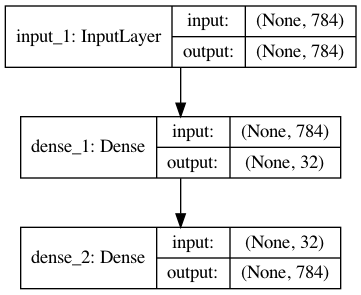 input_1: InputLayer
input: (None, 784)
output: (None, 784)
dense_1: Dense
input: (None, 784)
output: (None, 32)
dense_2: Dense
input: (None, 32)
output: (None, 784)